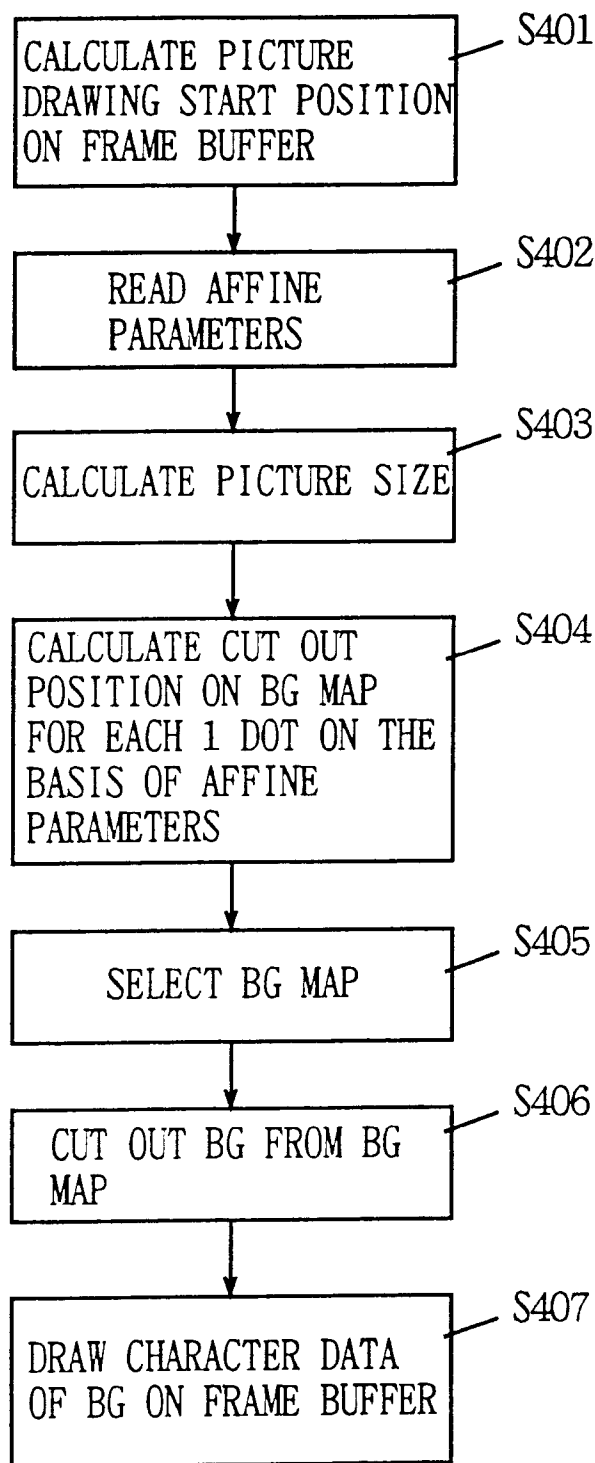 S401
CALCULATE PICTURE
DRAWING START POSITION
ON FRAME BUFFER
S402
READ AFFINE
PARAMETERS
S403
CALCULATE PICTURE SIZE
S404
CALCULATE CUT OUT
POSITION ON BG MAP
FOR EACH 1 DOT ON THE
BASIS OF AFFINE
PARAMETERS
S405
SELECT BG MAP
S406
CUT OUT BG FROM BG
MAP
S407
DRAW CHARACTER DATA
OF BG ON FRAME BUFFER